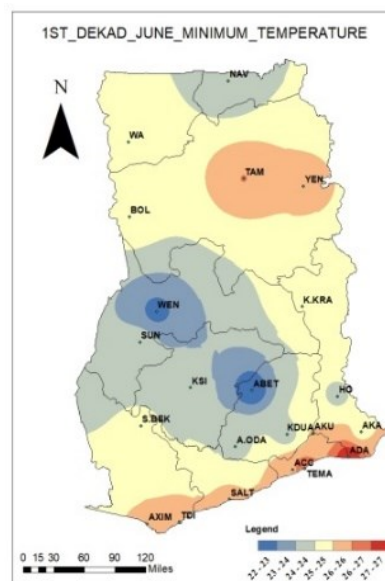 1ST_DEKAD_JUNE_MINIMUM_TEMPERATURE
N
NAV
WA
TAM
YEN
BOL
WEN
K.KRA
SUN
KSI
ABET
HO
S.BEK
KDUA
AKU
AKA
A.ODA
ADA
ACC
TEMA
SALT
AXIM
TDI
Legend
22 - 23
23 - 24
24 - 25
25 - 26
26 - 26
26 - 27
27 - 27
0 15 30 60 90 120
Miles